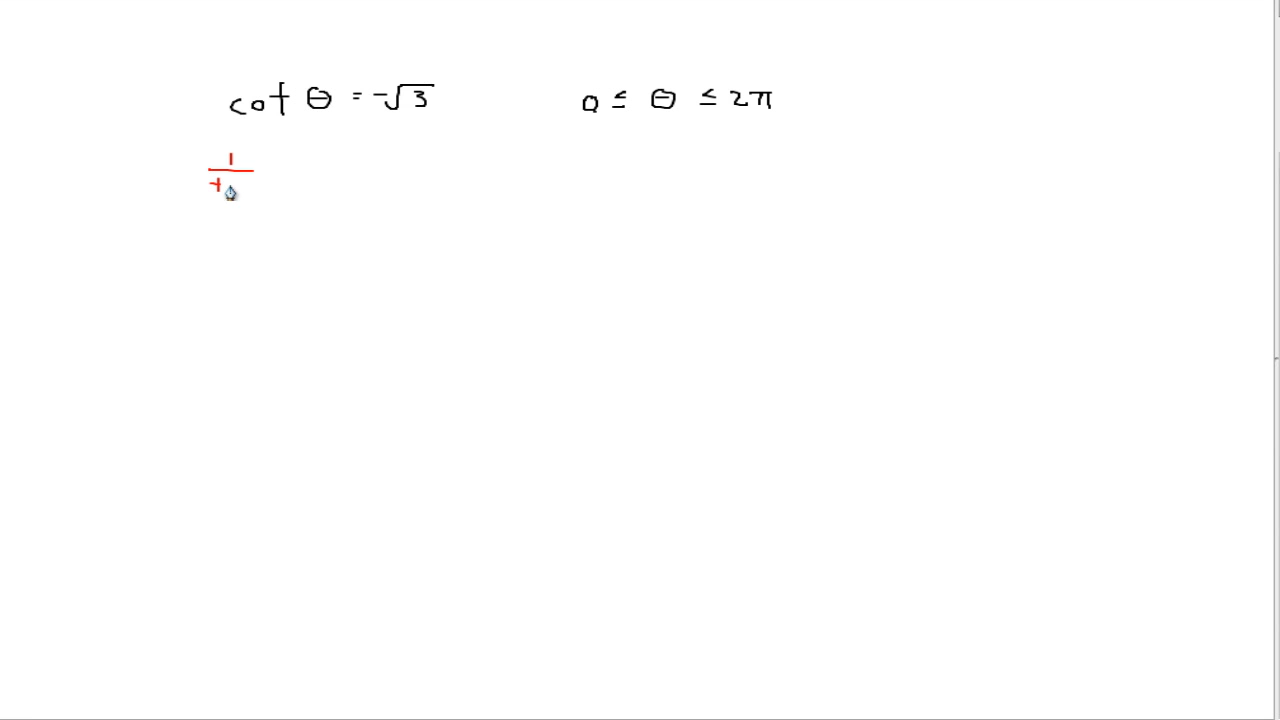 cot θ = -√3 0 ≤ θ ≤ 2π
1
t